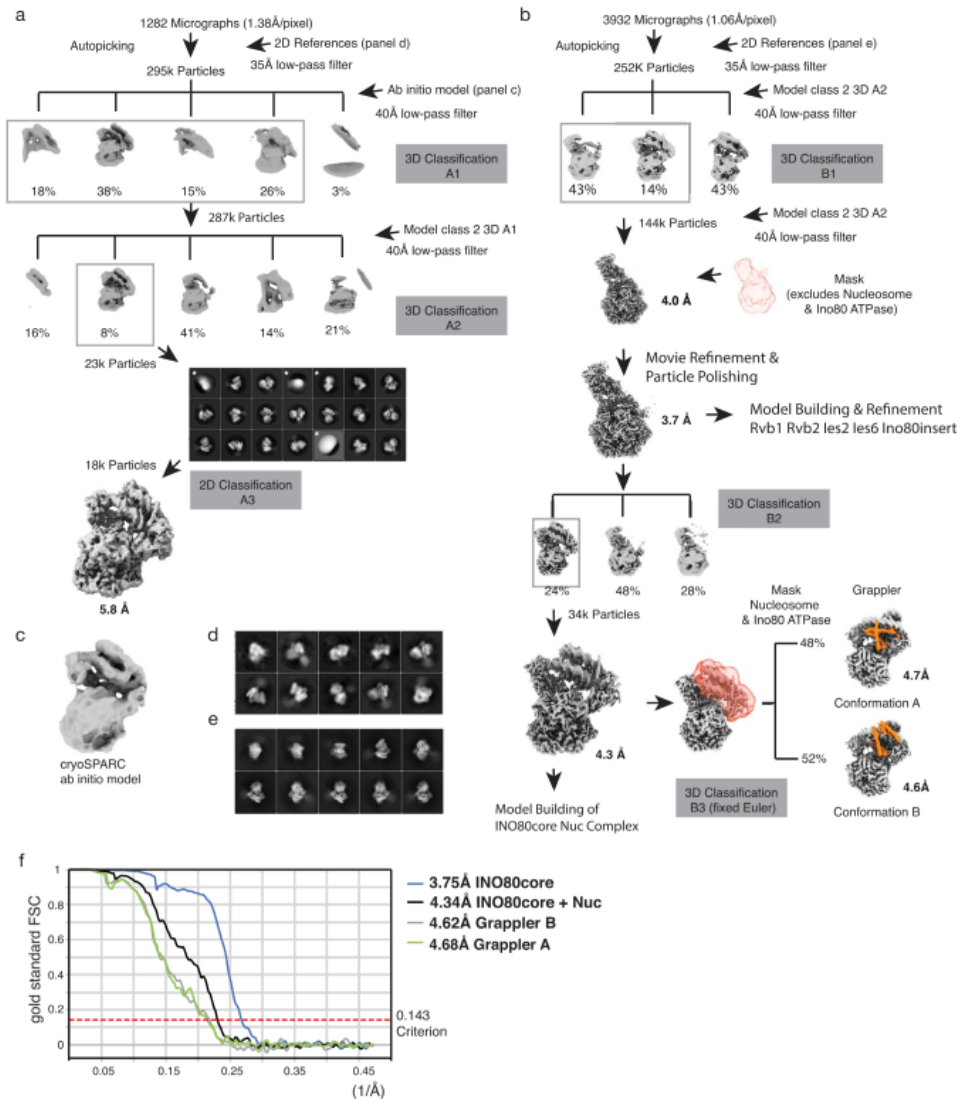 a
1282 Micrographs (1.38Å/pixel)
Autopicking
2D References (panel d)
35Å low-pass filter
295k Particles
Ab initio model (panel c)
40Å low-pass filter
3D Classification
A1
18%
38%
15%
26%
3%
287k Particles
Model class 2 3D A1
40Å low-pass filter
3D Classification
A2
16%
8%
41%
14%
21%
23k Particles
18k Particles
2D Classification
A3
5.8 Å
b
3932 Micrographs (1.06Å/pixel)
Autopicking
2D References (panel e)
35Å low-pass filter
252K Particles
Model class 2 3D A2
40Å low-pass filter
3D Classification
B1
43%
14%
43%
144k Particles
Model class 2 3D A2
40Å low-pass filter
4.0 Å
Mask
(excludes Nucleosome
& Ino80 ATPase)
Movie Refinement &
Particle Polishing
3.7 Å
Model Building & Refinement
Rvb1 Rvb2 Ies2 Ies6 Ino80insert
3D Classification
B2
24%
48%
28%
34k Particles
Mask
Nucleosome
& Ino80 ATPase
Grappler
48%
4.7Å
Conformation A
52%
4.6Å
Conformation B
4.3 Å
3D Classification
B3 (fixed Euler)
Model Building of
INO80core Nuc Complex
c
cryoSPARC
ab initio model
d
e
f
gold standard FSC
1
0.8
0.6
0.4
0.2
0
0.05
0.15
0.25
0.35
0.45
(1/Å)
0.143
Criterion
3.75Å INO80core
4.34Å INO80core + Nuc
4.62Å Grappler B
4.68Å Grappler A